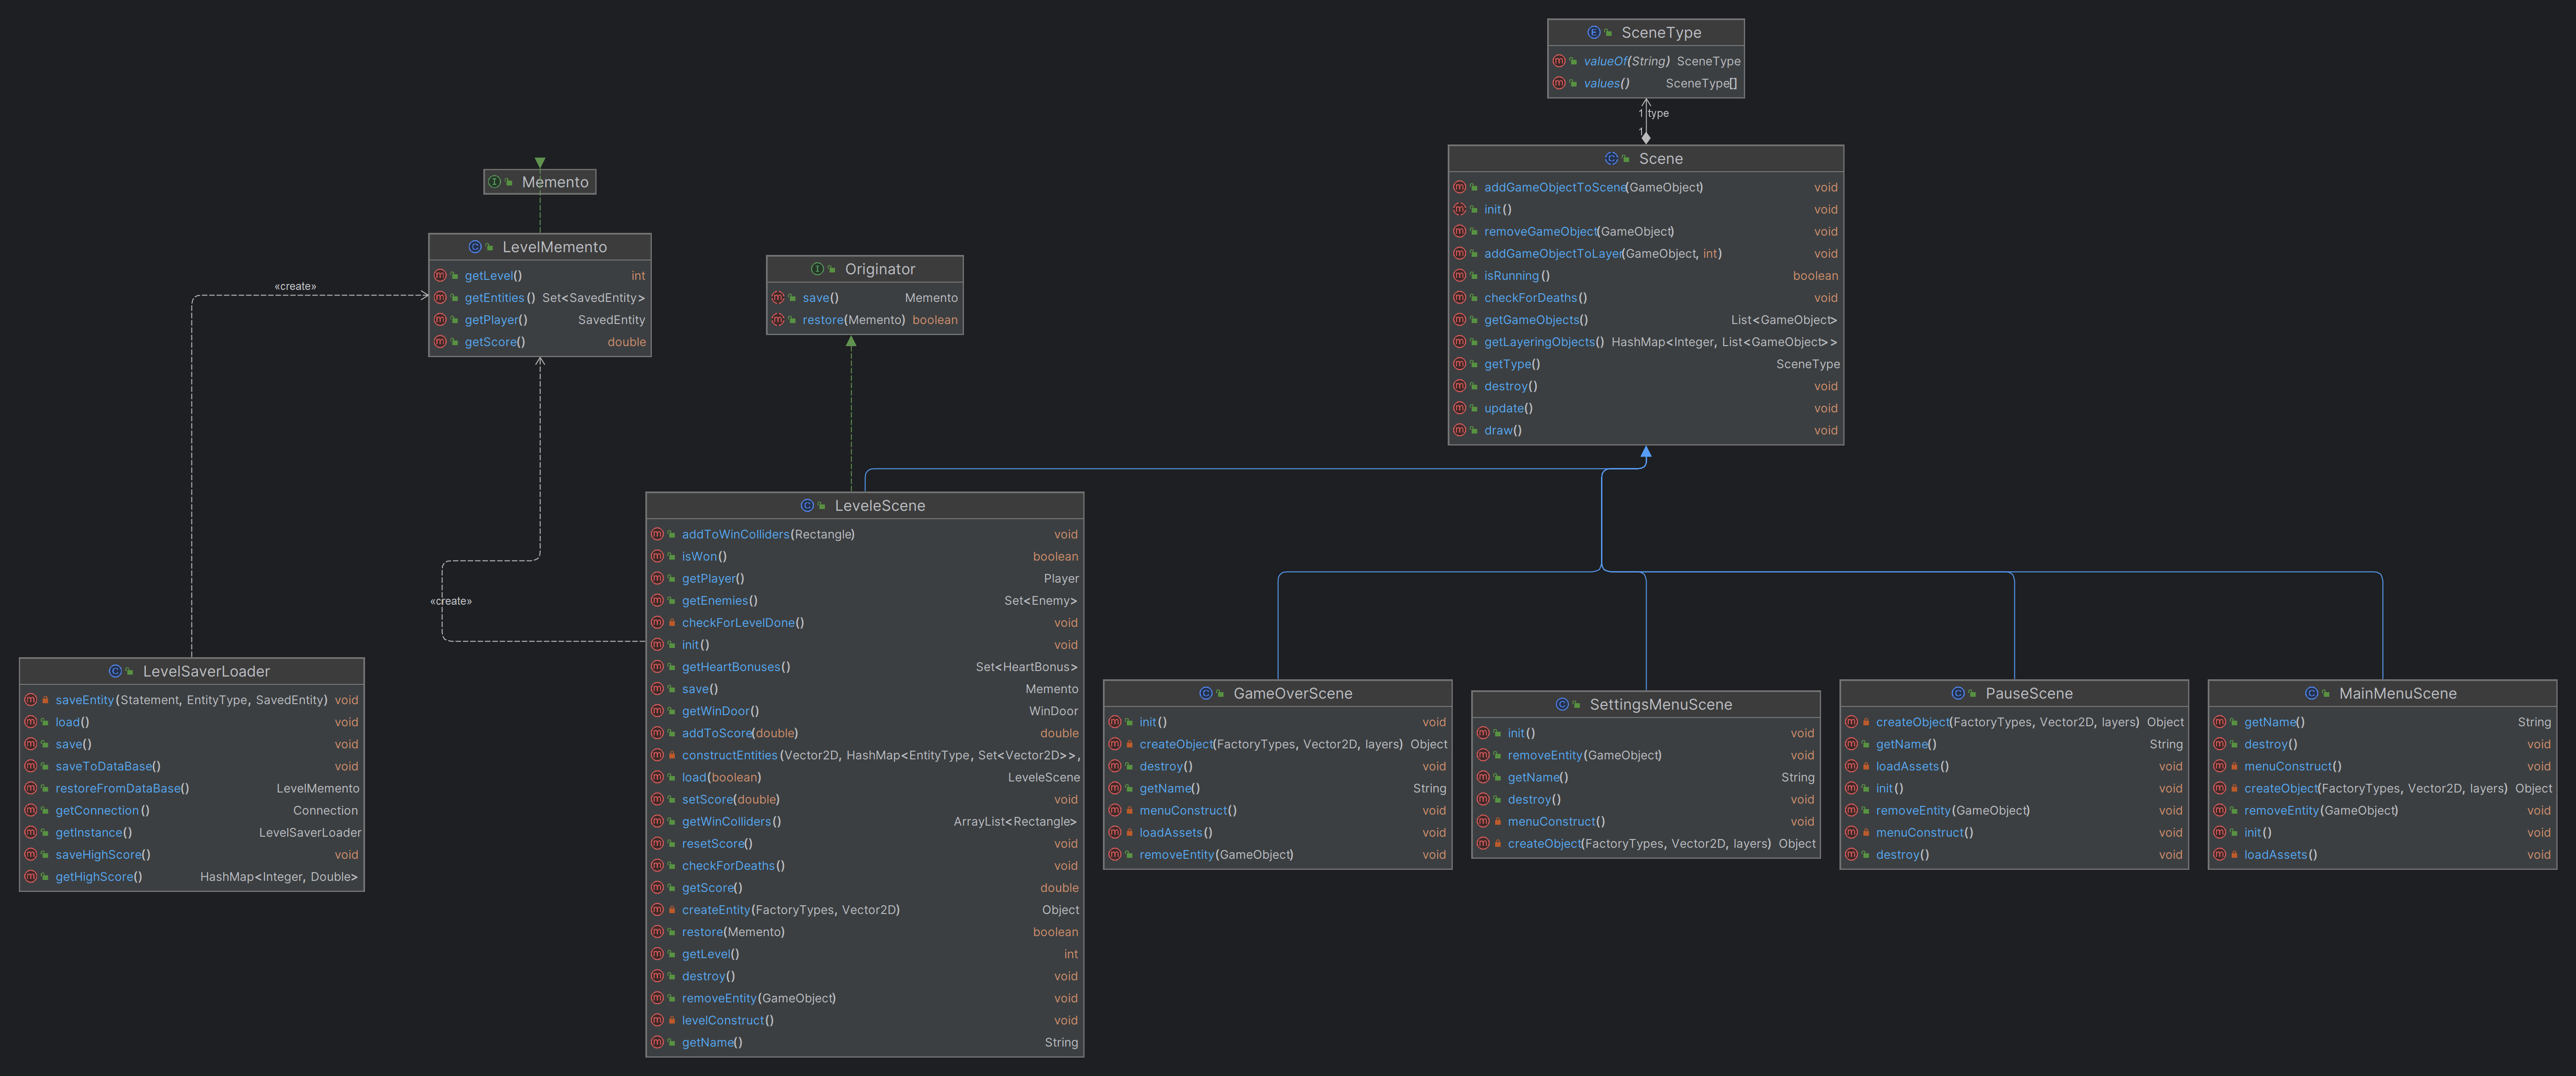 SceneType
valueOf(String) SceneType
values() SceneType[]
1 type
1
Scene
addGameObjectToScene(GameObject) void
init() void
removeGameObject(GameObject) void
addGameObjectToLayer(GameObject, int) void
isRunning() boolean
checkForDeaths() void
getGameObjects() List<GameObject>
getLayeringObjects() HashMap<Integer, List<GameObject>>
getType() SceneType
destroy() void
update() void
draw() void
Memento
LevelMemento
getLevel() int
getEntities() Set<SavedEntity>
getPlayer() SavedEntity
getScore() double
«create»
Originator
save() Memento
restore(Memento) boolean
«create»
LevelSaverLoader
saveEntity(Statement, EntityType, SavedEntity) void
load() void
save() void
saveToDataBase() void
restoreFromDataBase() LevelMemento
getConnection() Connection
getInstance() LevelSaverLoader
saveHighScore() void
getHighScore() HashMap<Integer, Double>
LeveleScene
addToWinColliders(Rectangle) void
isWon() boolean
getPlayer() Player
getEnemies() Set<Enemy>
checkForLevelDone() void
init() void
getHeartBonuses() Set<HeartBonus>
save() Memento
getWinDoor() WinDoor
addToScore(double) double
constructEntities(Vector2D, HashMap<EntityType, Set<Vector2D>>,
load(boolean) LeveleScene
setScore(double) void
getWinColliders() ArrayList<Rectangle>
resetScore() void
checkForDeaths() void
getScore() double
createEntity(FactoryTypes, Vector2D) Object
restore(Memento) boolean
getLevel() int
destroy() void
removeEntity(GameObject) void
levelConstruct() void
getName() String
GameOverScene
init() void
createObject(FactoryTypes, Vector2D, layers) Object
destroy() void
getName() String
menuConstruct() void
loadAssets() void
removeEntity(GameObject) void
SettingsMenuScene
init() void
removeEntity(GameObject) void
getName() String
destroy() void
menuConstruct() void
createObject(FactoryTypes, Vector2D, layers) Object
PauseScene
createObject(FactoryTypes, Vector2D, layers) Object
getName() String
loadAssets() void
init() void
removeEntity(GameObject) void
menuConstruct() void
destroy() void
MainMenuScene
getName() String
destroy() void
menuConstruct() void
createObject(FactoryTypes, Vector2D, layers) Object
removeEntity(GameObject) void
init() void
loadAssets() void